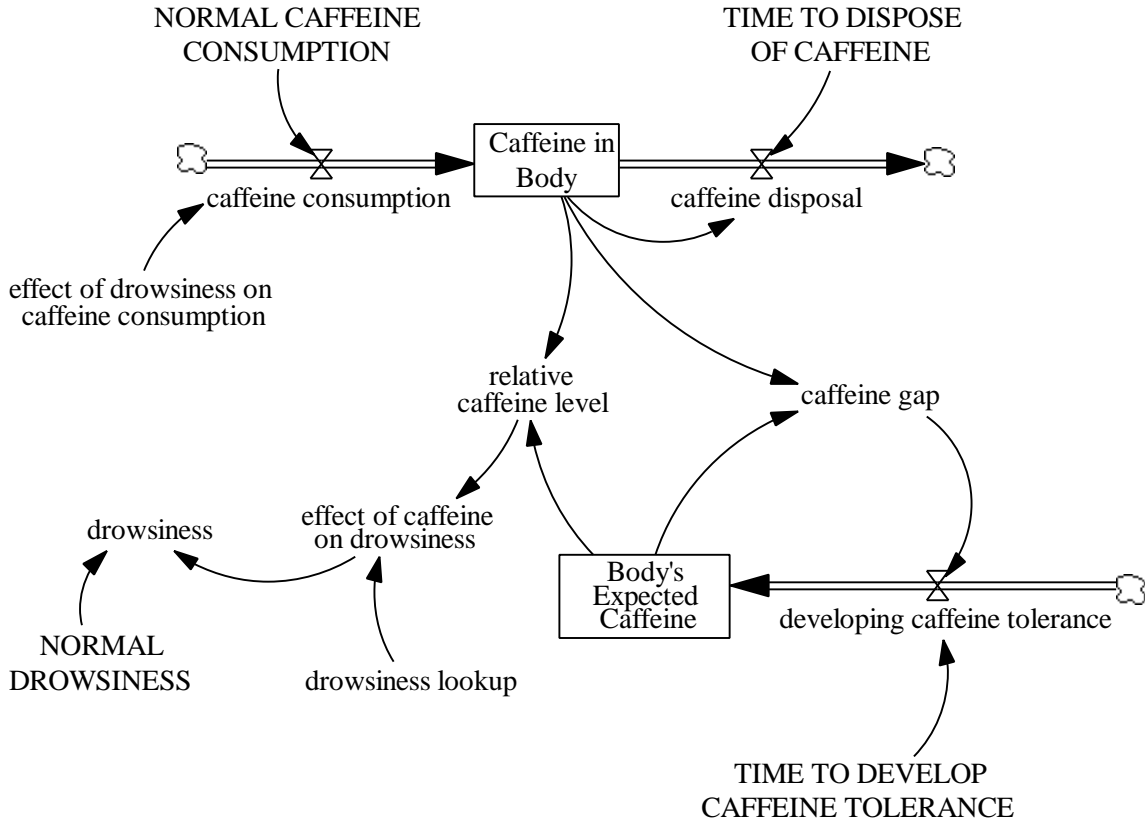 NORMAL CAFFEINE
CONSUMPTION
TIME TO DISPOSE
OF CAFFEINE
Caffeine in
Body
caffeine consumption
caffeine disposal
effect of drowsiness on
caffeine consumption
relative
caffeine level
caffeine gap
effect of caffeine
on drowsiness
drowsiness
Body's
Expected
Caffeine
developing caffeine tolerance
NORMAL
DROWSINESS
drowsiness lookup
TIME TO DEVELOP
CAFFEINE TOLERANCE